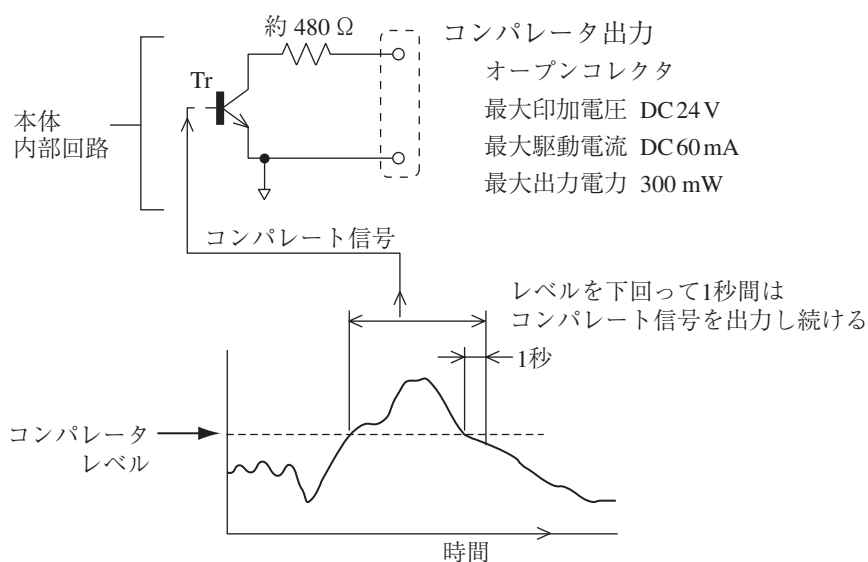 約 480 Ω
コンパレータ出力
オープンコレクタ
最大印加電圧 DC24V
最大駆動電流 DC60mA
最大出力電力 300 mW
Tr
本体
内部回路
コンパレート信号
レベルを下回って1秒間は
コンパレート信号を出力し続ける
1秒
コンパレータ
レベル
時間